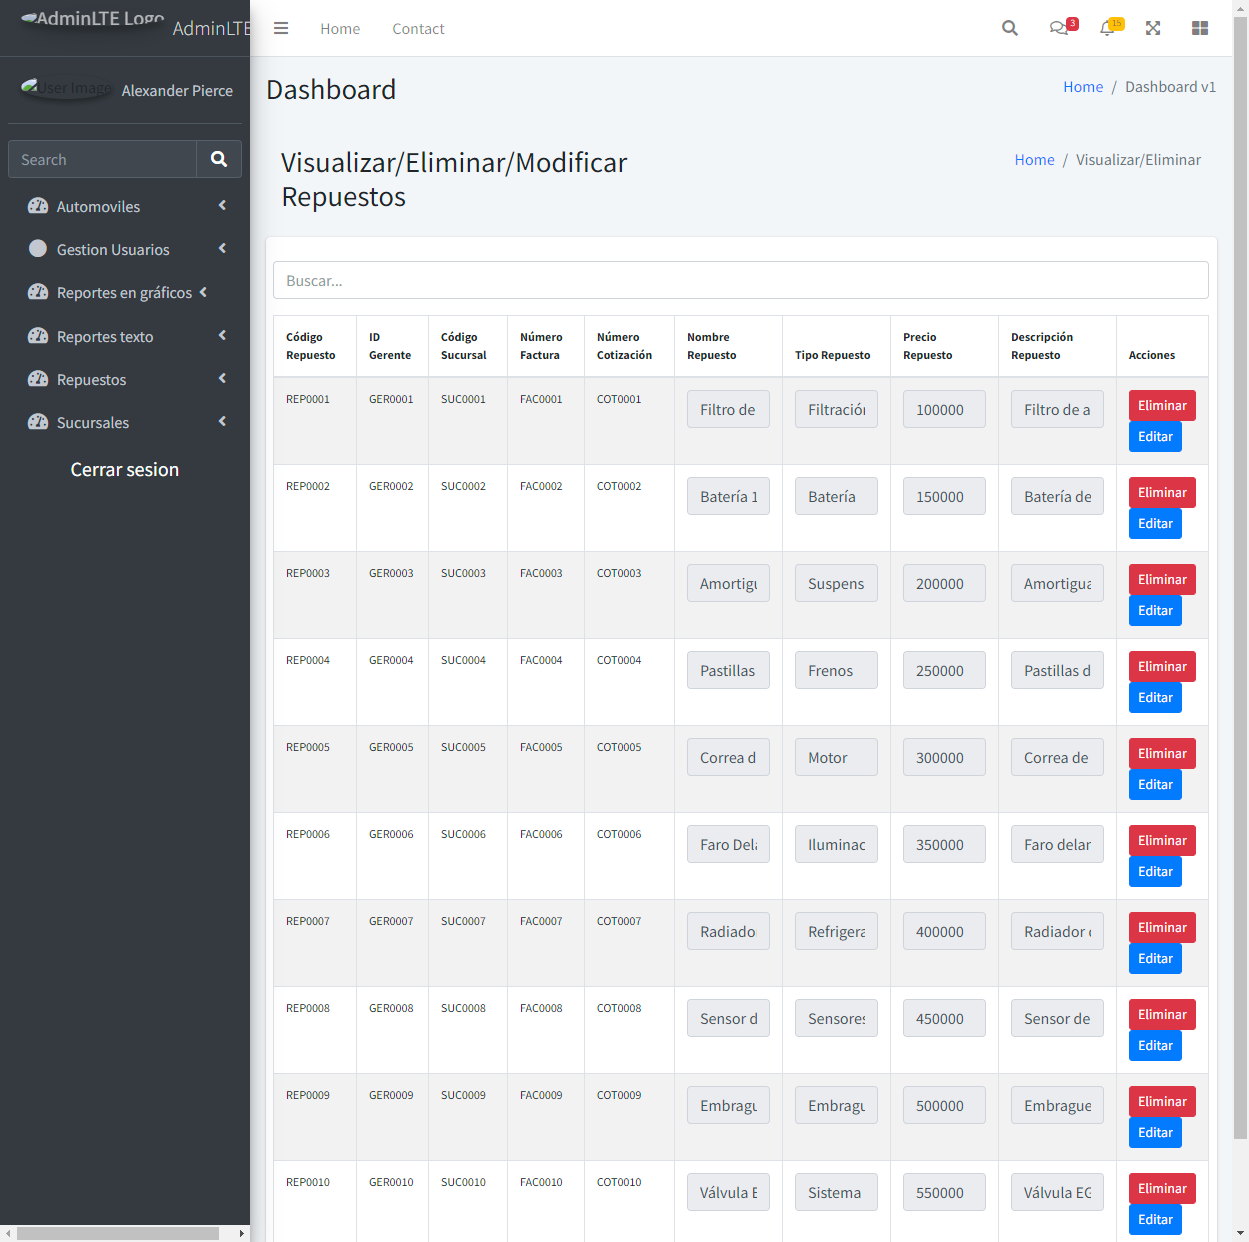 AdminLTE Logo
AdminLTE
Home
Contact
3
15
User Image
Alexander Pierce
Dashboard
Home / Dashboard v1
Search
Visualizar/Eliminar/Modificar
Repuestos
Home / Visualizar/Eliminar
Automoviles
Gestion Usuarios
Reportes en gráficos
Reportes texto
Repuestos
Sucursales
Cerrar sesion
Buscar...
Código Repuesto ID Gerente Código Sucursal Número Factura Número Cotización Nombre Repuesto Tipo Repuesto Precio Repuesto Descripción Repuesto Acciones
REP0001 GER0001 SUC0001 FAC0001 COT0001 Filtro de Filtración 100000 Filtro de a Eliminar
Editar
REP0002 GER0002 SUC0002 FAC0002 COT0002 Batería 1 Batería 150000 Batería de Eliminar
Editar
REP0003 GER0003 SUC0003 FAC0003 COT0003 Amortigu Suspens 200000 Amortigua Eliminar
Editar
REP0004 GER0004 SUC0004 FAC0004 COT0004 Pastillas Frenos 250000 Pastillas d Eliminar
Editar
REP0005 GER0005 SUC0005 FAC0005 COT0005 Correa d Motor 300000 Correa de Eliminar
Editar
REP0006 GER0006 SUC0006 FAC0006 COT0006 Faro Dela Iluminac 350000 Faro delan Eliminar
Editar
REP0007 GER0007 SUC0007 FAC0007 COT0007 Radiado Refrigera 400000 Radiador Eliminar
Editar
REP0008 GER0008 SUC0008 FAC0008 COT0008 Sensor d Sensores 450000 Sensor de Eliminar
Editar
REP0009 GER0009 SUC0009 FAC0009 COT0009 Embragu Embragu 500000 Embrague Eliminar
Editar
REP0010 GER0010 SUC0010 FAC0010 COT0010 Válvula E Sistema 550000 Válvula EG Eliminar
Editar